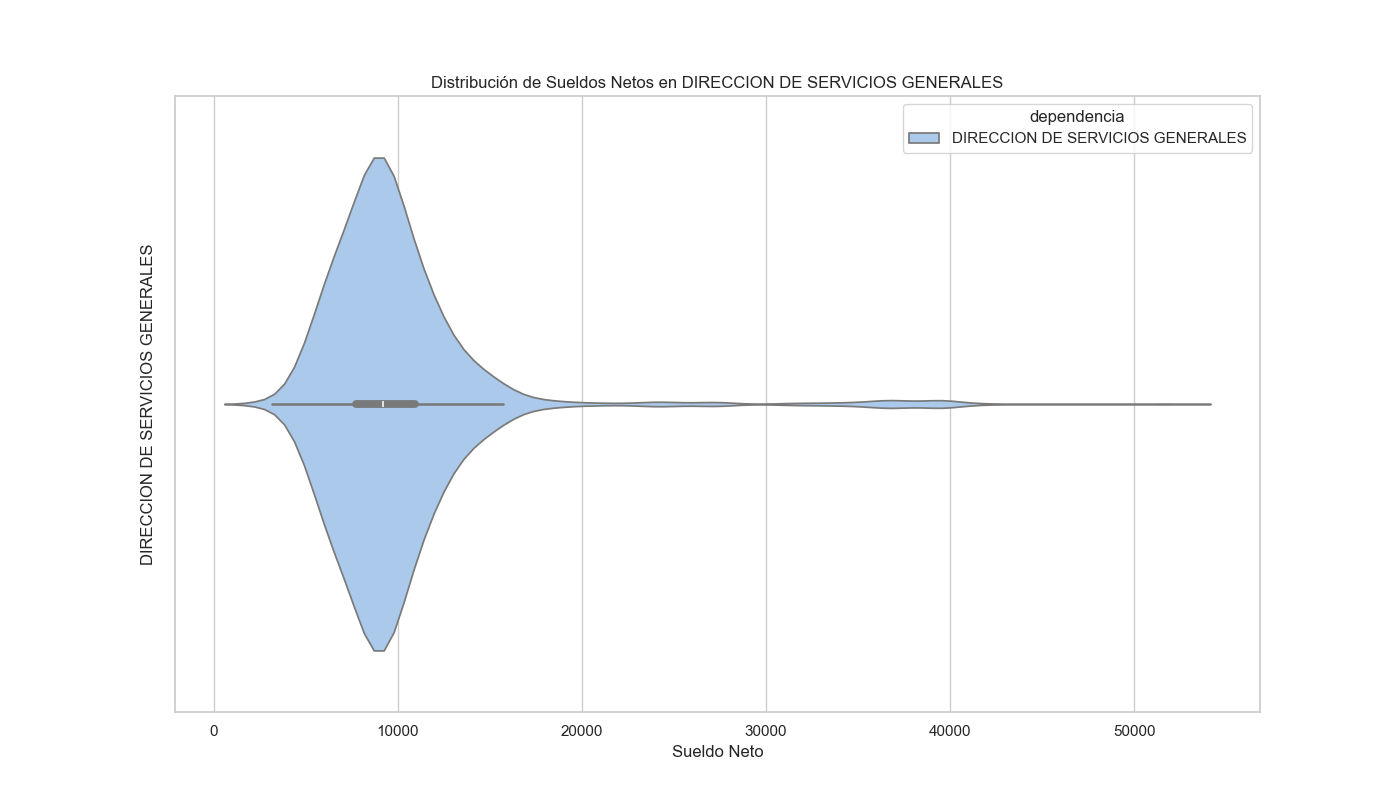 Distribución de Sueldos Netos en DIRECCION DE SERVICIOS GENERALES
dependencia
DIRECCION DE SERVICIOS GENERALES
DIRECCION DE SERVICIOS GENERALES
0 10000 20000 30000 40000 50000
Sueldo Neto